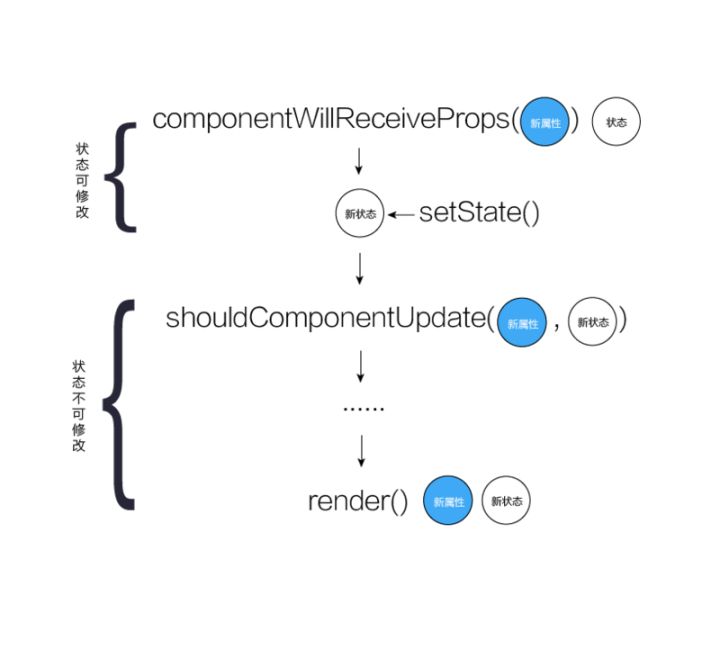 componentWillReceiveProps(新属性) 状态
状态可修改
新状态 setState()
shouldComponentUpdate(新属性,新状态)
状态不可修改
......
render() 新属性 新状态